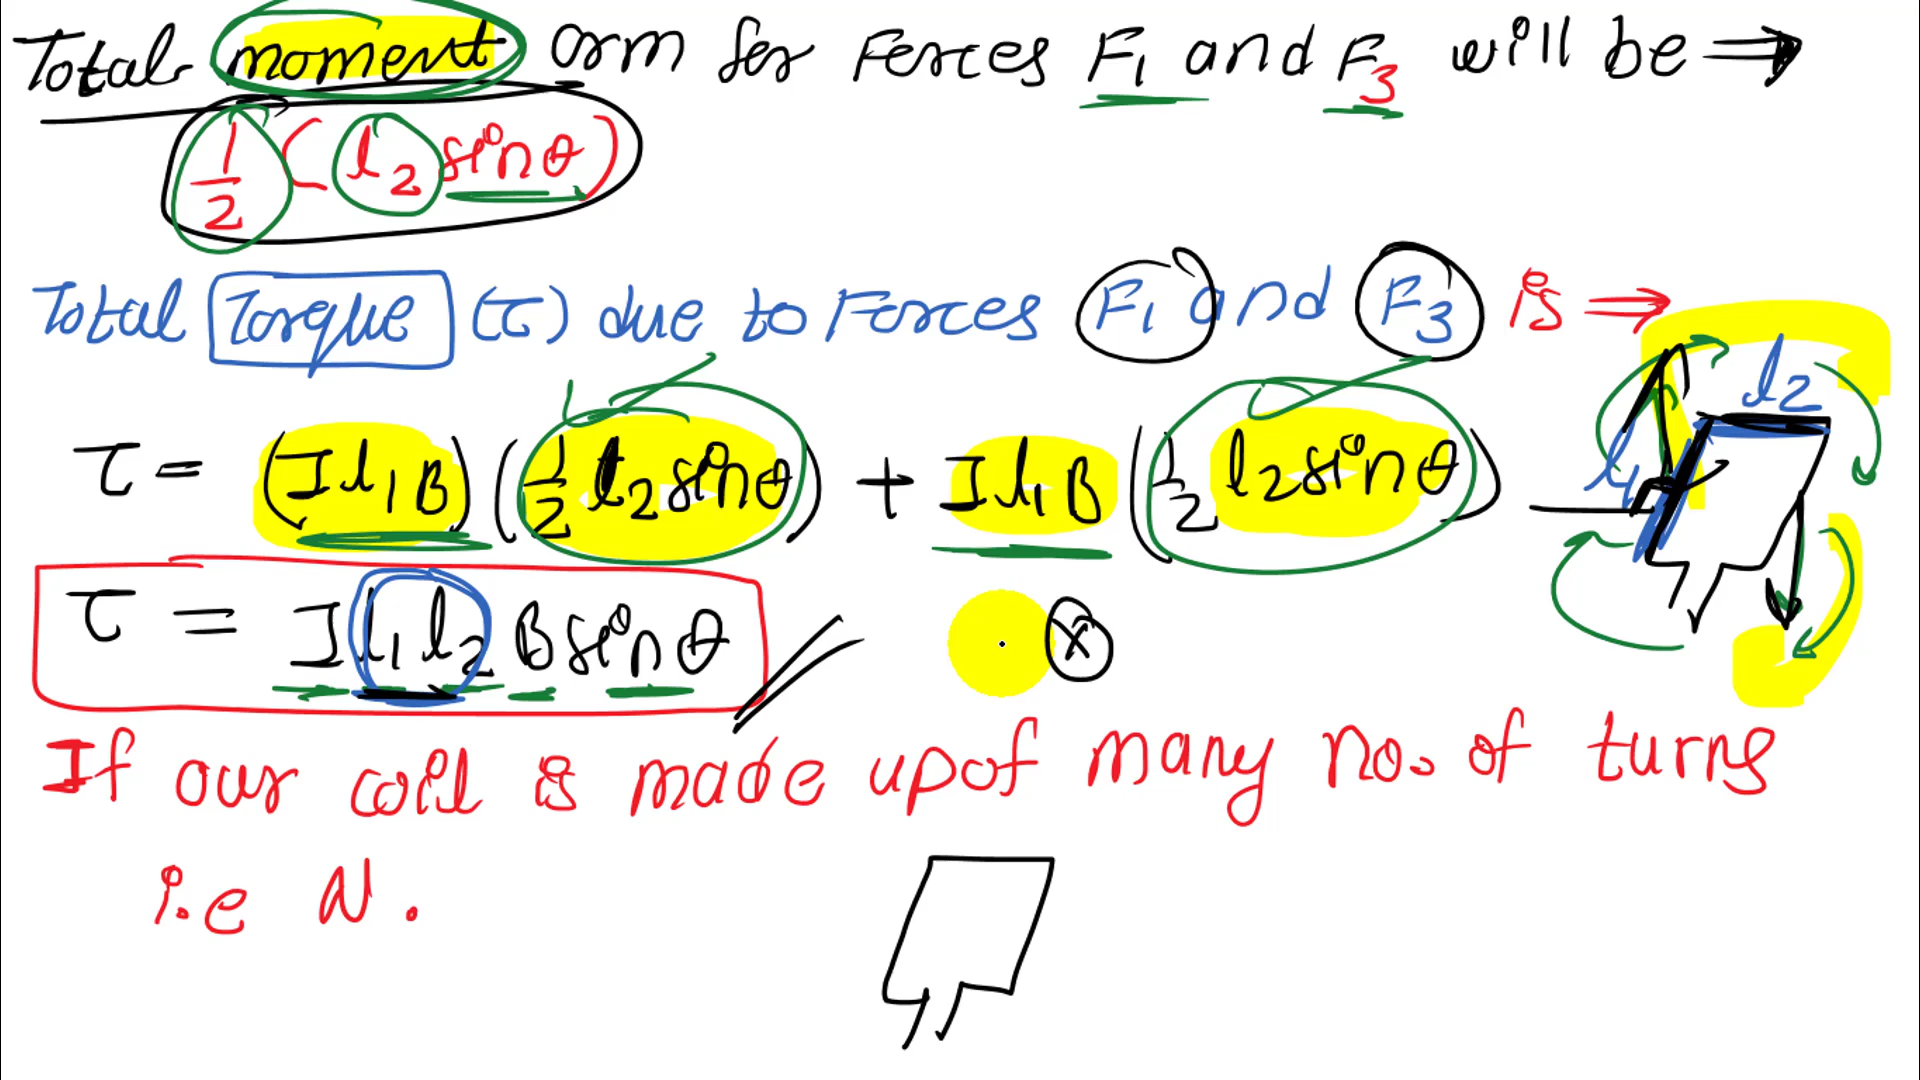 Total moment arm for Forces F₁ and F₃ will be ⇒
1/2 (l₂ sinθ)
Total Torque (τ) due to Forces F₁ and F₃ is ⇒
l₂
τ = (I l₁ B) (1/2 l₂ sinθ) + I l₁ B (1/2 l₂ sinθ)
l₁
τ = I l₁ l₂ B sinθ
x
If our coil is made upof many no. of turns
i.e N.